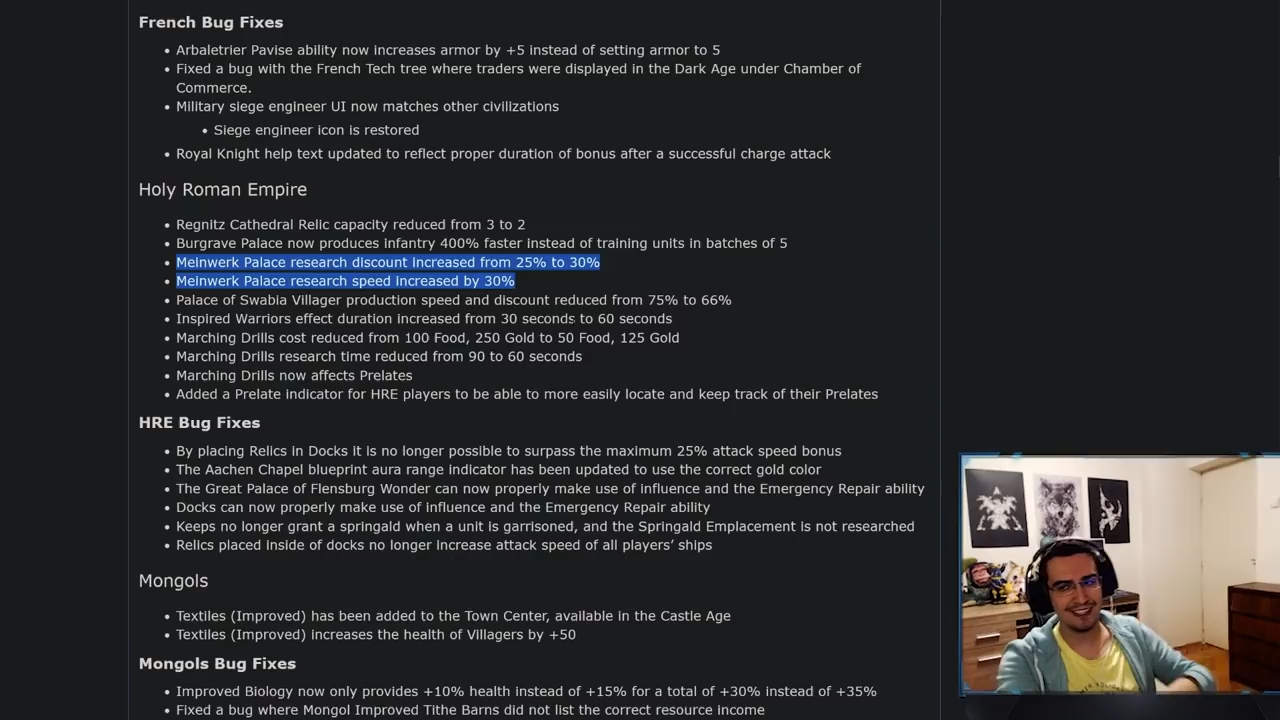 French Bug Fixes
• Arbaletrier Pavise ability now increases armor by +5 instead of setting armor to 5
• Fixed a bug with the French Tech tree where traders were displayed in the Dark Age under Chamber of
Commerce.
• Military siege engineer UI now matches other civilizations
• Siege engineer icon is restored
• Royal Knight help text updated to reflect proper duration of bonus after a successful charge attack
Holy Roman Empire
• Regnitz Cathedral Relic capacity reduced from 3 to 2
• Burgrave Palace now produces infantry 400% faster instead of training units in batches of 5
• Meinwerk Palace research discount increased from 25% to 30%
• Meinwerk Palace research speed increased by 30%
• Palace of Swabia Villager production speed and discount reduced from 75% to 66%
• Inspired Warriors effect duration increased from 30 seconds to 60 seconds
• Marching Drills cost reduced from 100 Food, 250 Gold to 50 Food, 125 Gold
• Marching Drills research time reduced from 90 to 60 seconds
• Marching Drills now affects Prelates
• Added a Prelate indicator for HRE players to be able to more easily locate and keep track of their Prelates
HRE Bug Fixes
• By placing Relics in Docks it is no longer possible to surpass the maximum 25% attack speed bonus
• The Aachen Chapel blueprint aura range indicator has been updated to use the correct gold color
• The Great Palace of Flensburg Wonder can now properly make use of influence and the Emergency Repair ability
• Docks can now properly make use of influence and the Emergency Repair ability
• Keeps no longer grant a springald when a unit is garrisoned, and the Springald Emplacement is not researched
• Relics placed inside of docks no longer increase attack speed of all players’ ships
Mongols
• Textiles (Improved) has been added to the Town Center, available in the Castle Age
• Textiles (Improved) increases the health of Villagers by +50
Mongols Bug Fixes
• Improved Biology now only provides +10% health instead of +15% for a total of +30% instead of +35%
• Fixed a bug where Mongol Improved Tithe Barns did not list the correct resource income